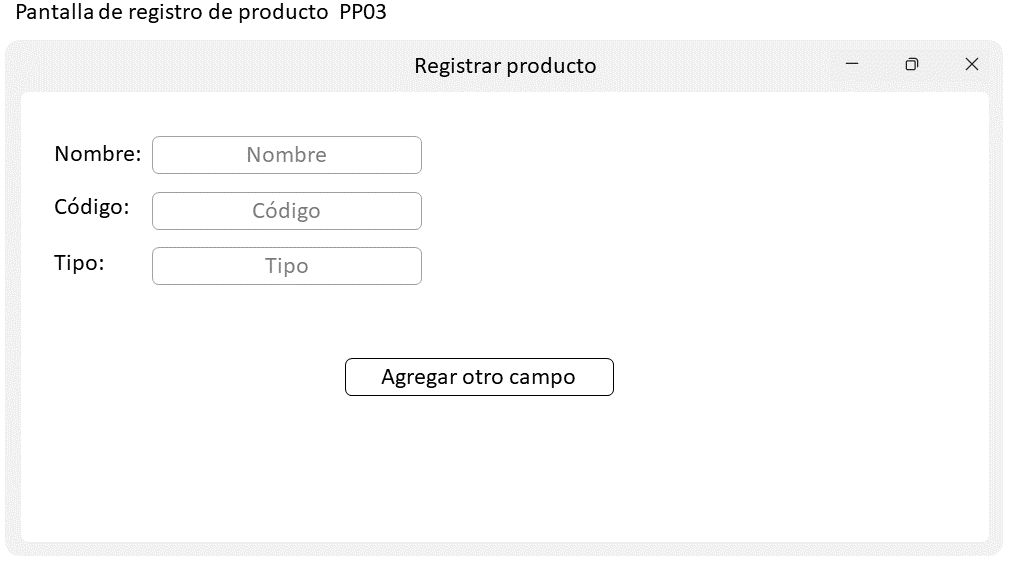 Pantalla de registro de producto PP03
Registrar producto
Nombre: Nombre
Código: Código
Tipo: Tipo
Agregar otro campo